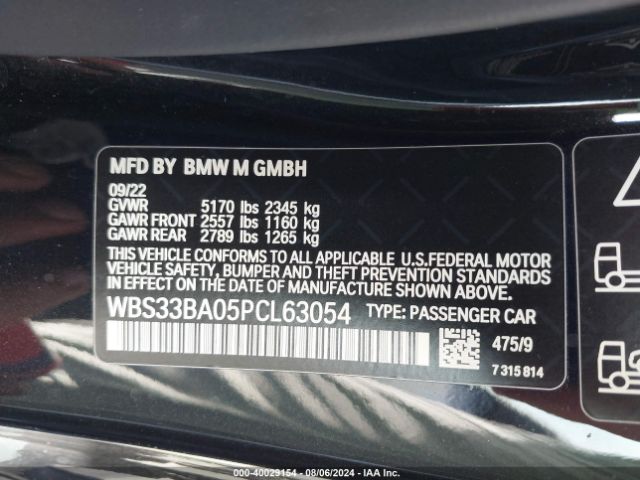 MFD BY BMW M GMBH
09/22
GVWR 5170 lbs 2345 kg
GAWR FRONT 2557 lbs 1160 kg
GAWR REAR 2789 lbs 1265 kg
THIS VEHICLE CONFORMS TO ALL APPLICABLE U.S.FEDERAL MOTOR
VEHICLE SAFETY, BUMPER AND THEFT PREVENTION STANDARDS
IN EFFECT ON THE DATE OF MANUFACTURE SHOWN ABOVE.
WBS33BA05PCL63054 TYPE: PASSENGER CAR
475/9
7 315 814
000-40029154 - 08/06/2024 - IAA Inc.